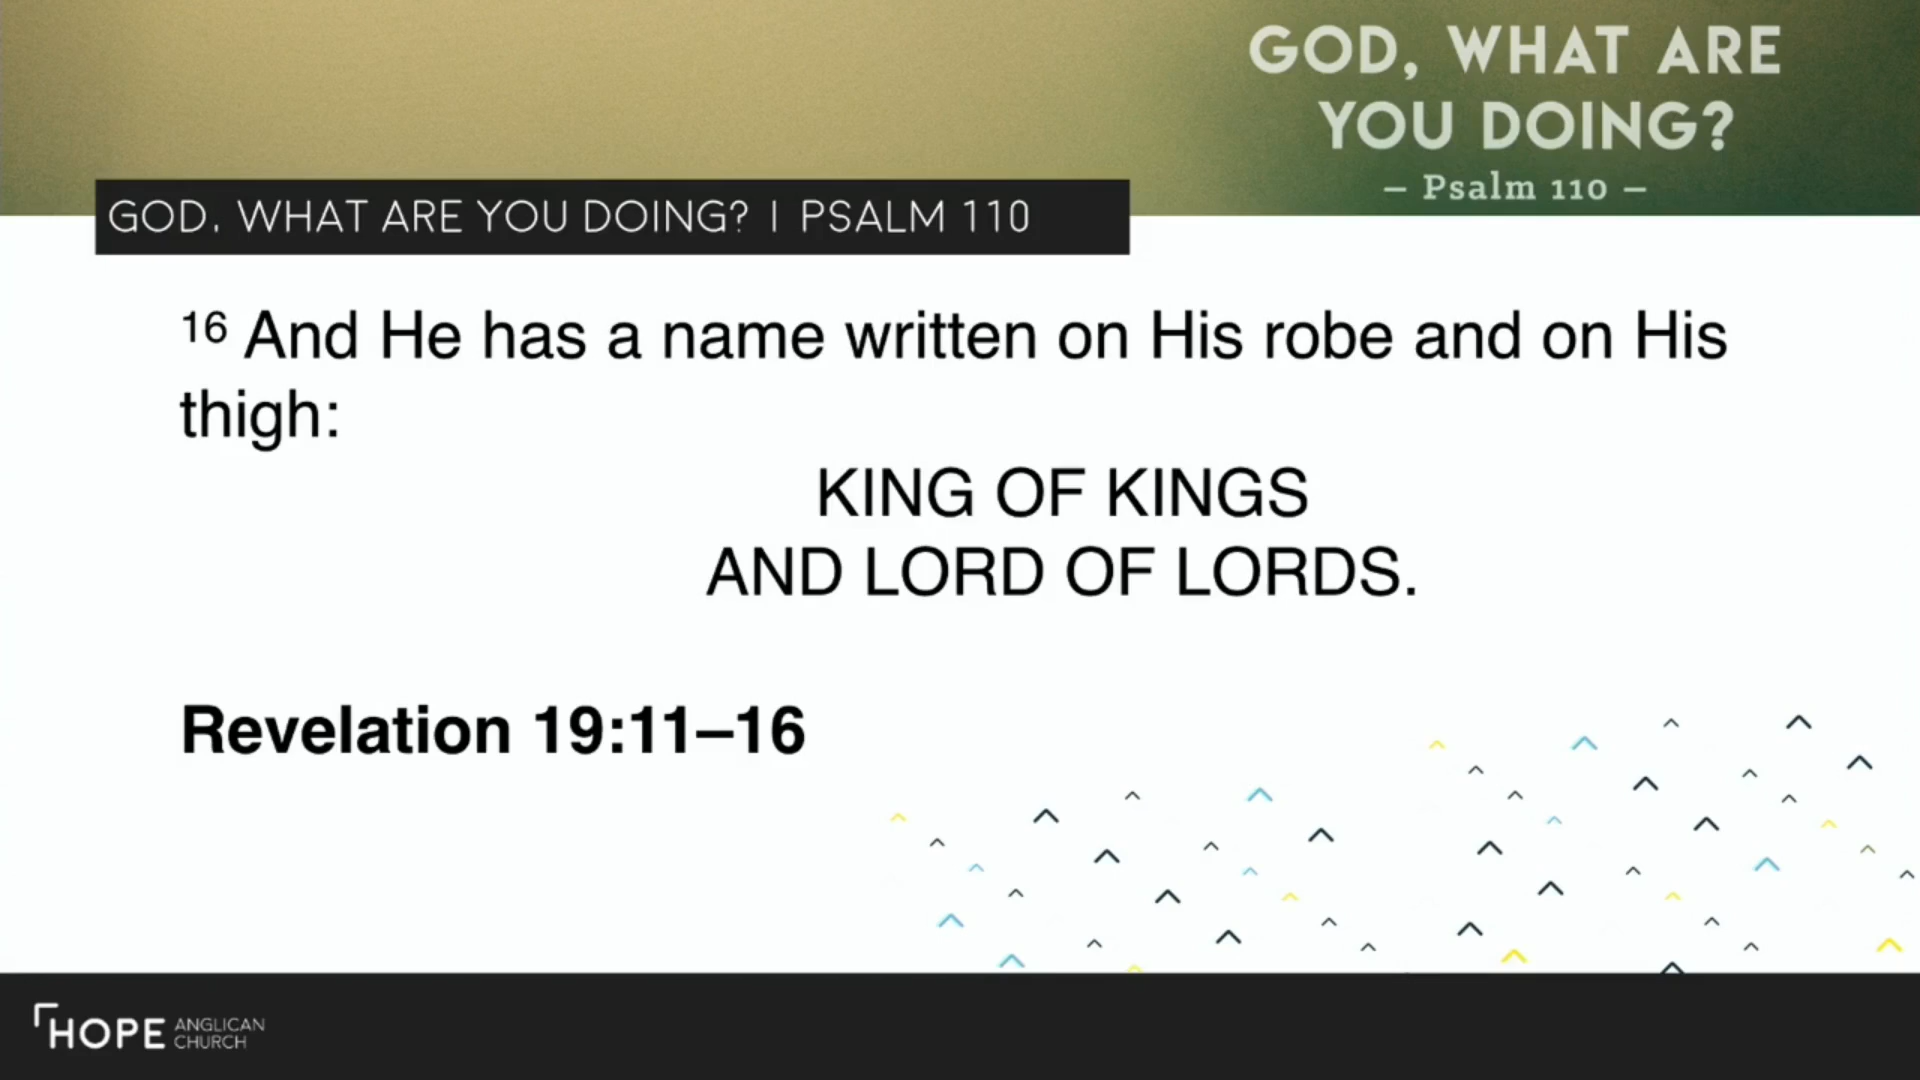 GOD, WHAT ARE
YOU DOING?
– Psalm 110 –
GOD, WHAT ARE YOU DOING? | PSALM 110
16 And He has a name written on His robe and on His
thigh:
KING OF KINGS
AND LORD OF LORDS.
Revelation 19:11–16
HOPE ANGLICAN
CHURCH